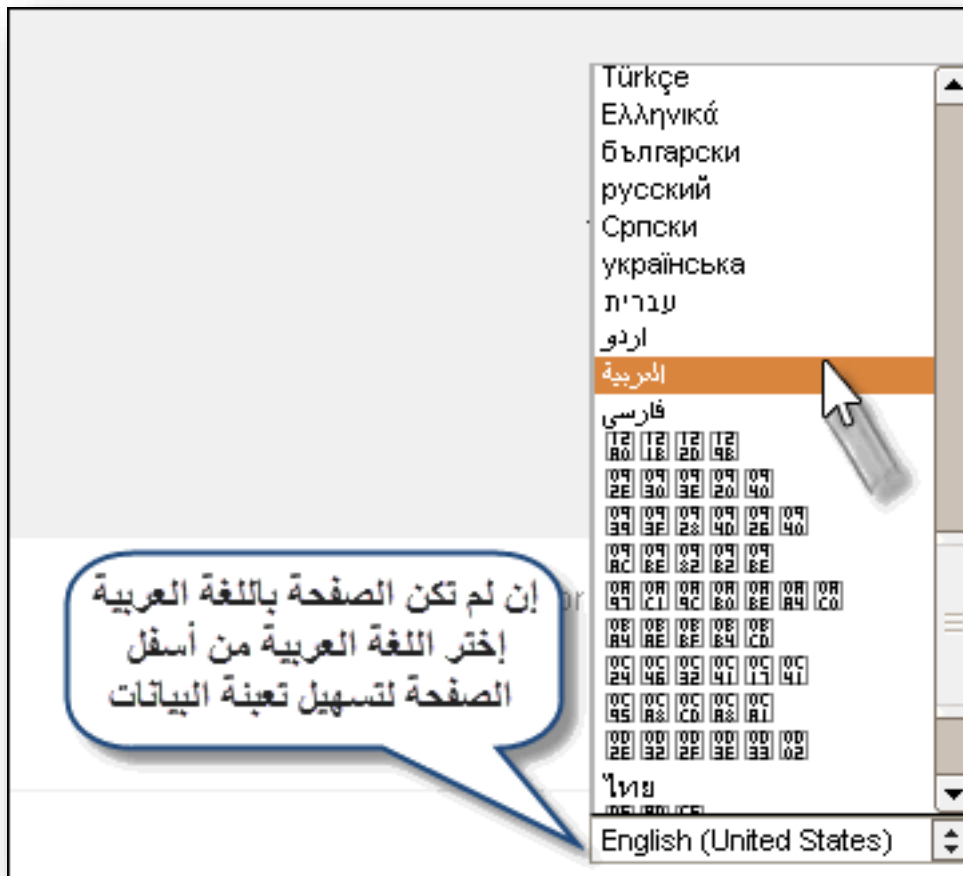 Türkçe
Ελληνικά
български
русский
Српски
українська
עברית
اردو
العربية
فارسی
ไทย
English (United States)
إن لم تكن الصفحة باللغة العربية
إختر اللغة العربية من أسفل
الصفحة لتسهيل تعبئة البيانات